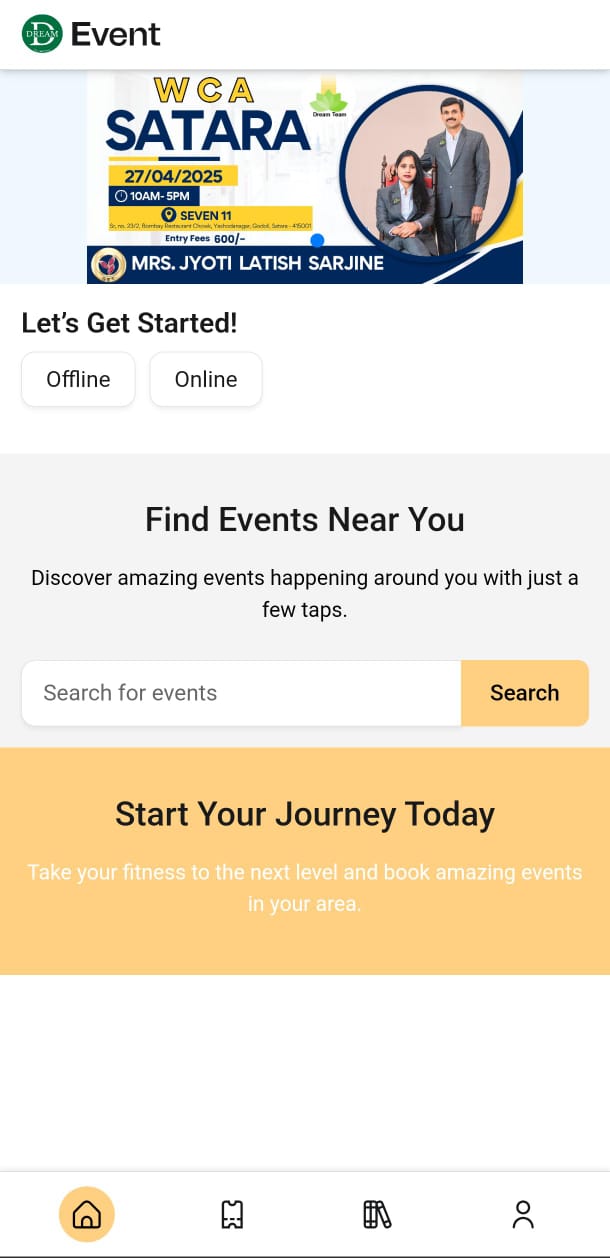 DREAM
Event
WCA
SATARA
Dream Team
27/04/2025
10AM- 5PM
SEVEN 11
Sr, no. 23/2, Bombay Restaurant Chowk, Yashodanagar, Godoli, Satara - 415001
Entry Fees 600/-
MRS. JYOTI LATISH SARJINE
Let’s Get Started!
Offline
Online
Find Events Near You
Discover amazing events happening around you with just a
few taps.
Search for events
Search
Start Your Journey Today
Take your fitness to the next level and book amazing events
in your area.